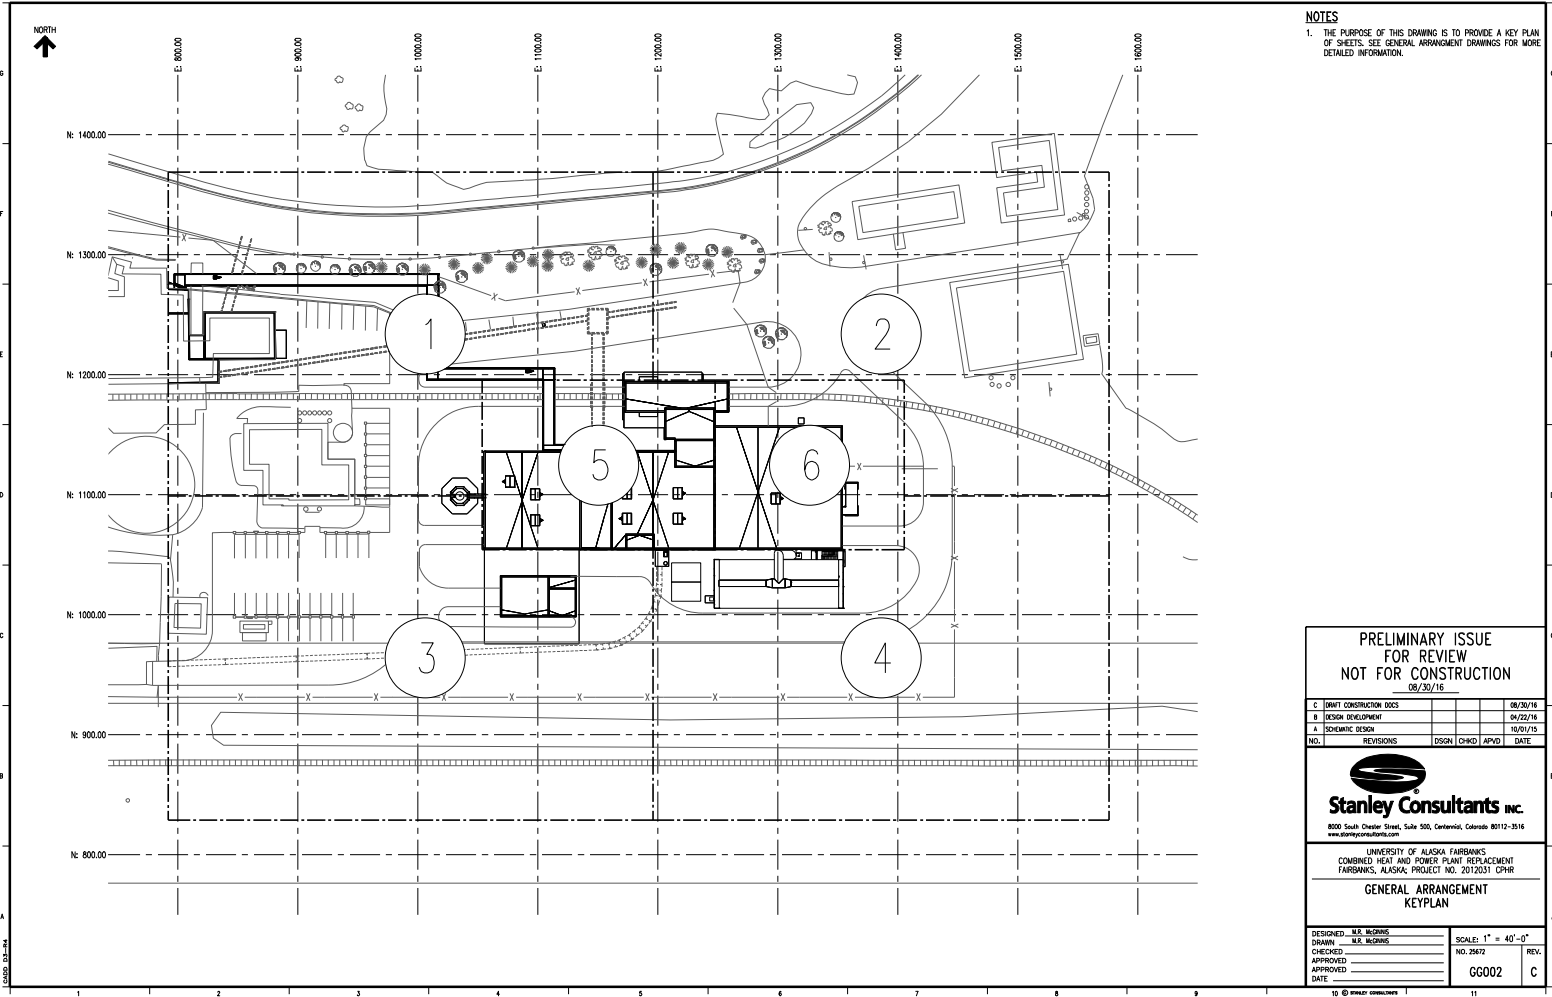 NORTH
E: 800.00
E: 900.00
E: 1000.00
E: 1100.00
E: 1200.00
E: 1300.00
E: 1400.00
E: 1500.00
E: 1600.00
NOTES
1. THE PURPOSE OF THIS DRAWING IS TO PROVIDE A KEY PLAN
OF SHEETS. SEE GENERAL ARRANGMENT DRAWINGS FOR MORE
DETAILED INFORMATION.
N: 1400.00
N: 1300.00
N: 1200.00
N: 1100.00
N: 1000.00
N: 900.00
N: 800.00
1
2
5
6
3
4
G
F
E
D
C
B
A
PRELIMINARY ISSUE
FOR REVIEW
NOT FOR CONSTRUCTION
08/30/16
C DRAFT CONSTRUCTION DOCS 08/30/16
B DESIGN DEVELOPMENT 04/22/16
A SCHEMATIC DESIGN 10/01/15
NO. REVISIONS DSGN CHKD APVD DATE
Stanley Consultants INC.
8000 South Chester Street, Suite 500, Centennial, Colorado 80112-3516
www.stanleyconsultants.com
UNIVERSITY OF ALASKA FAIRBANKS
COMBINED HEAT AND POWER PLANT REPLACEMENT
FAIRBANKS, ALASKA; PROJECT NO. 2012031 CPHR
GENERAL ARRANGEMENT
KEYPLAN
DESIGNED M.R. McGINNIS
DRAWN M.R. McGINNIS
CHECKED
APPROVED
APPROVED
DATE
SCALE: 1" = 40'-0"
NO. 25672 REV.
GG002 C
CADD D3-R4
1 2 3 4 5 6 7 8 9 10 © STANLEY CONSULTANTS 11